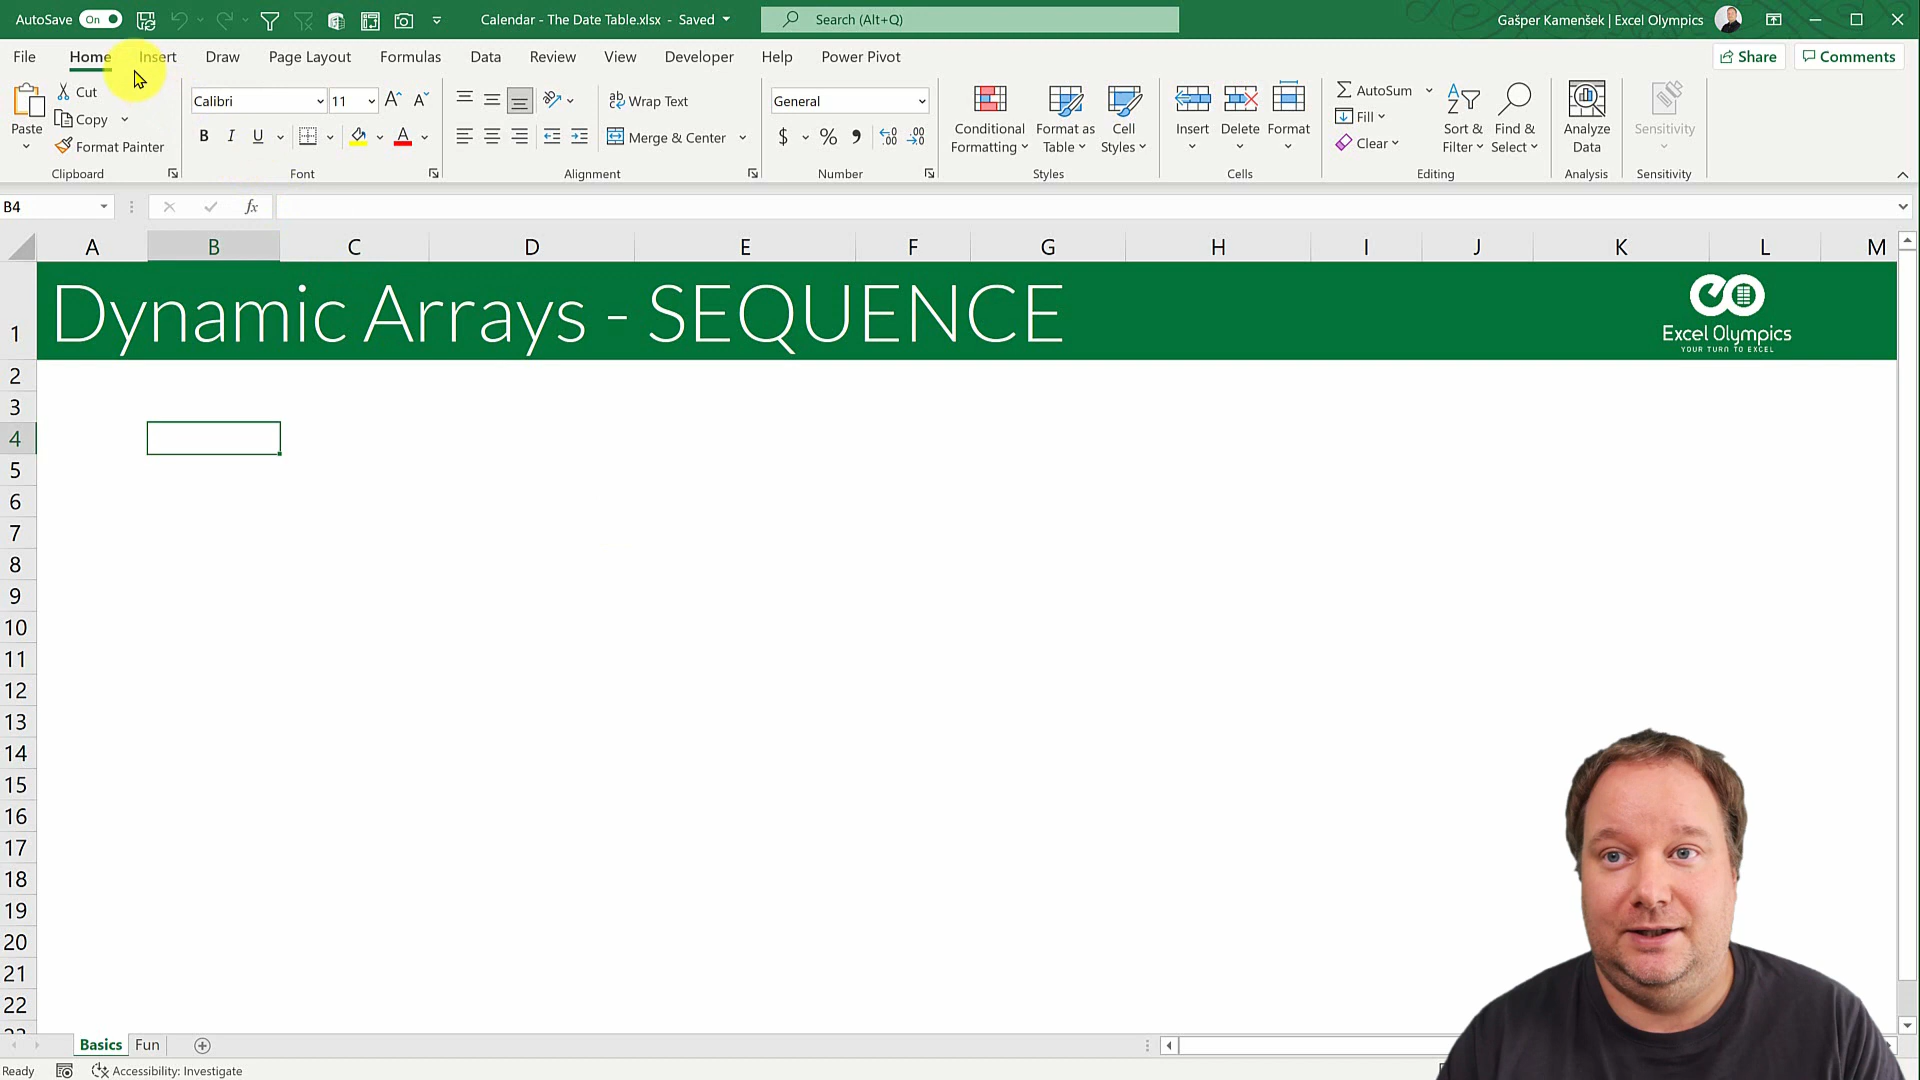 AutoSave On Calendar - The Date Table.xlsx - Saved Search (Alt+Q) Gašper Kamenšek | Excel Olympics
File Home Insert Draw Page Layout Formulas Data Review View Developer Help Power Pivot Share Comments
Paste
Cut
Copy
Format Painter
Clipboard
Calibri 11
B I U
Font
Wrap Text
Merge & Center
Alignment
General
$ % ,
Number
Conditional Formatting
Format as Table
Cell Styles
Styles
Insert Delete Format
Cells
AutoSum
Fill
Clear
Sort & Filter
Find & Select
Editing
Analyze Data
Analysis
Sensitivity
Sensitivity
B4 fx
A B C D E F G H I J K L M
1
Dynamic Arrays - SEQUENCE
Excel Olympics
YOUR TURN TO EXCEL
2
3
4
5
6
7
8
9
10
11
12
13
14
15
16
17
18
19
20
21
22
Basics Fun
Ready Accessibility: Investigate